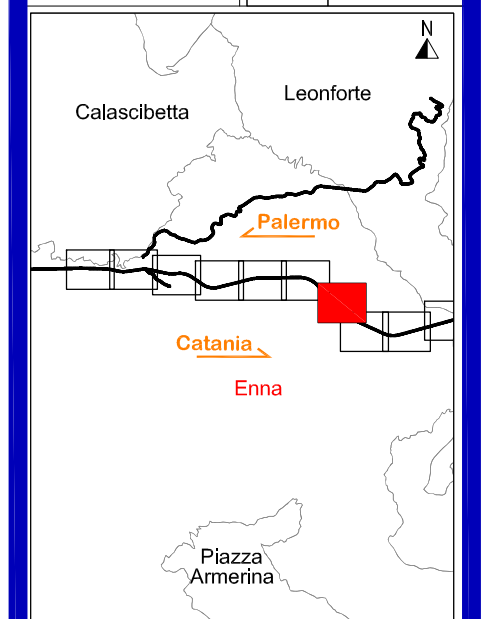 N
Leonforte
Calascibetta
Palermo
Catania
Enna
Piazza
Armerina